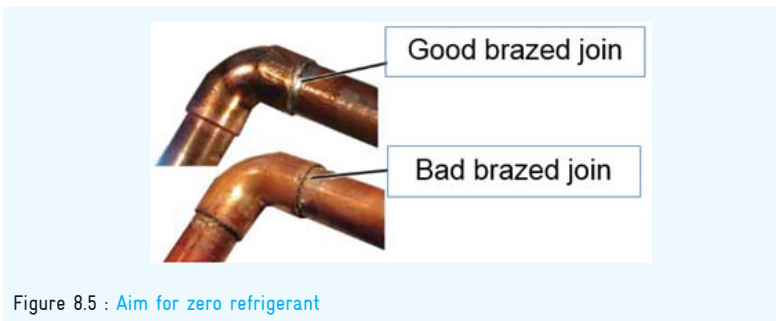 Good brazed join
Bad brazed join
Figure 8.5 : Aim for zero refrigerant